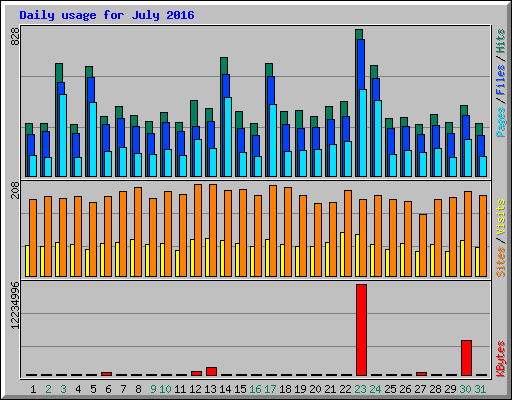 Daily usage for July 2016
828
Pages / Files / Hits
208
Sites / Visits
12234996
KBytes
1 2 3 4 5 6 7 8 9 10 11 12 13 14 15 16 17 18 19 20 21 22 23 24 25 26 27 28 29 30 31